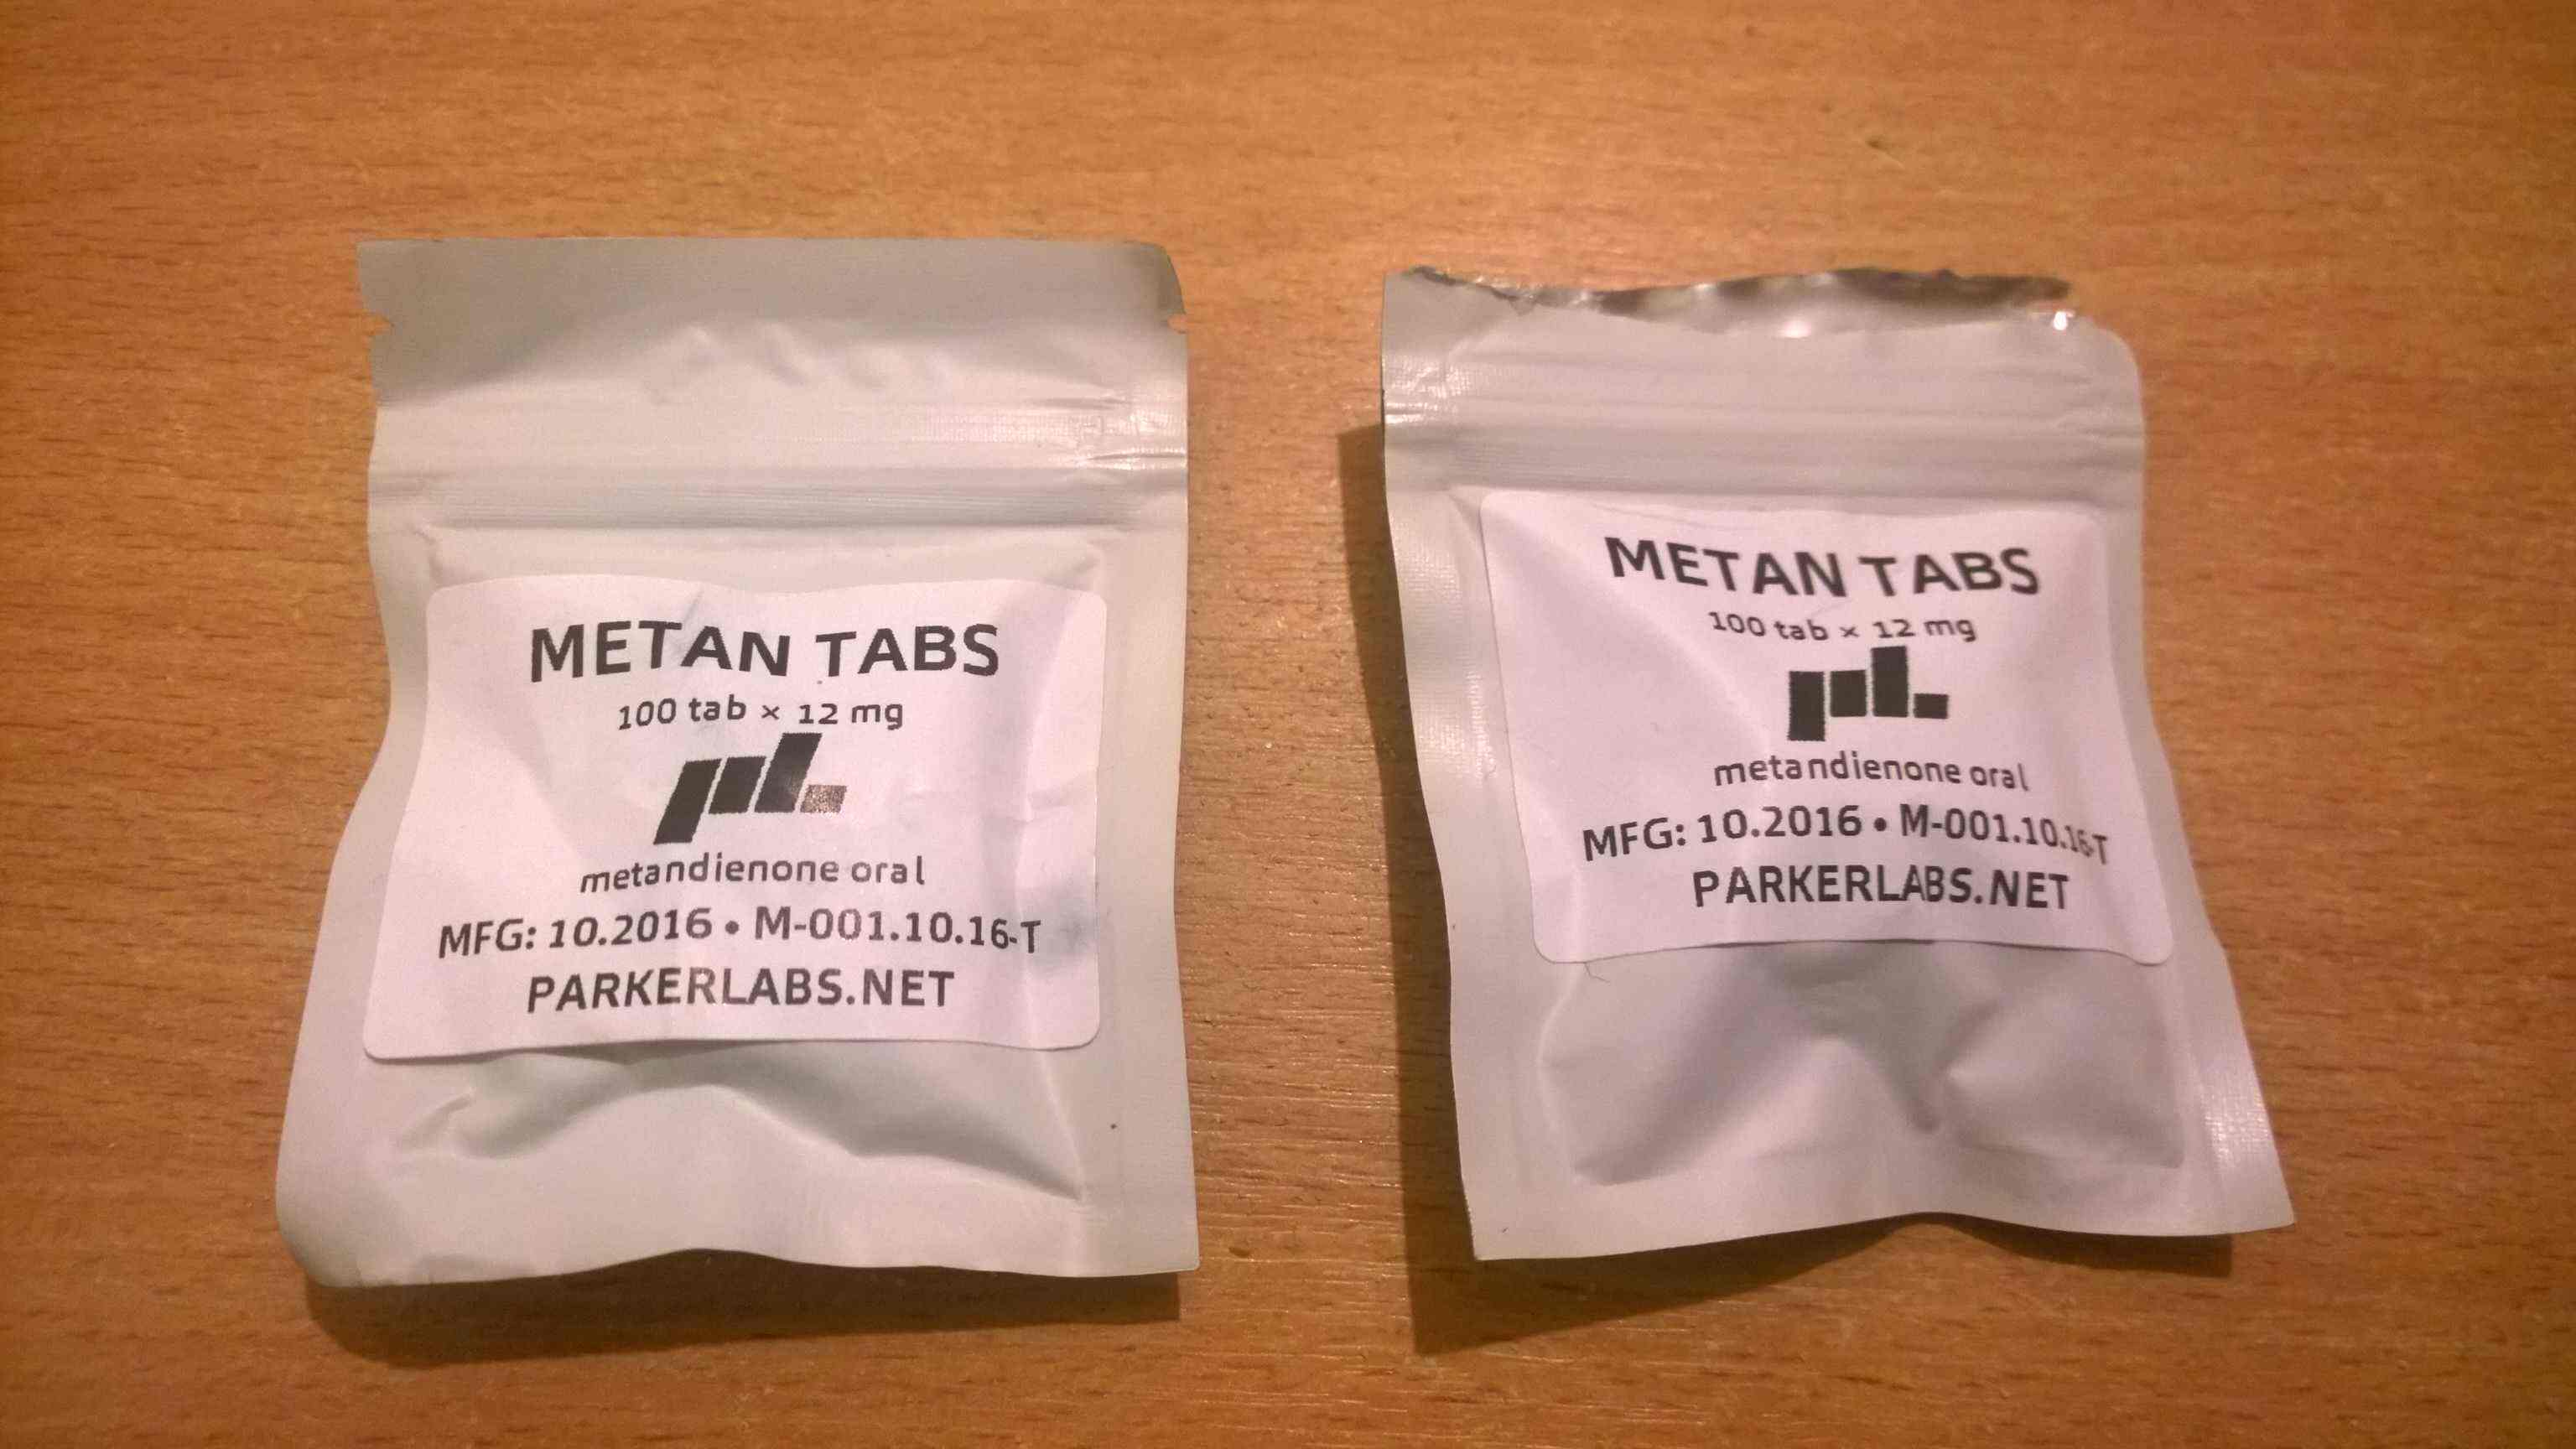 METAN TABS
100 tab × 12 mg
pl.
metandienone oral
MFG: 10.2016 • M-001.10.16-T
PARKERLABS.NET
METAN TABS
100 tab × 12 mg
pl.
metandienone oral
MFG: 10.2016 • M-001.10.16-T
PARKERLABS.NET